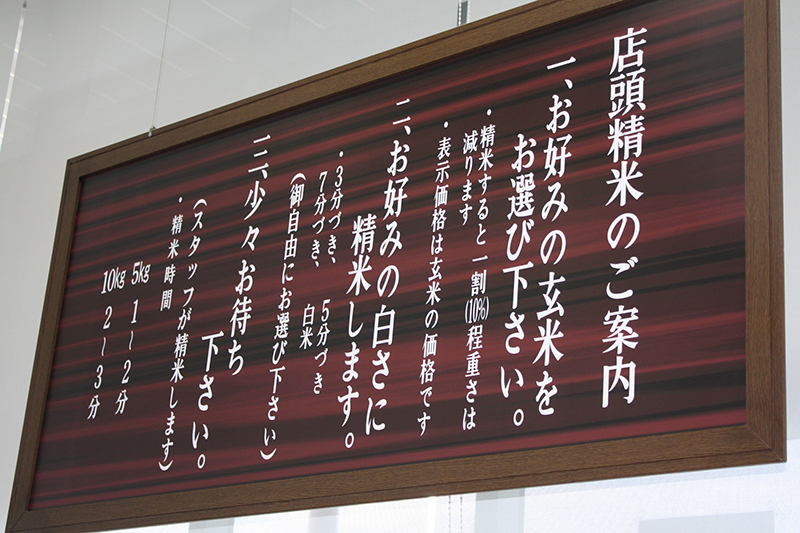 店頭精米のご案内
一、お好みの玄米を
お選び下さい。
・精米すると一割(10%)程重さは
減ります
・表示価格は玄米の価格です
二、お好みの白さに
精米します。
・3分づき、 5分づき
7分づき、 白米
(御自由にお選び下さい)
三、少々お待ち
下さい。
(スタッフが精米します)
・精米時間
5kg 1～2分
10kg 2～3分